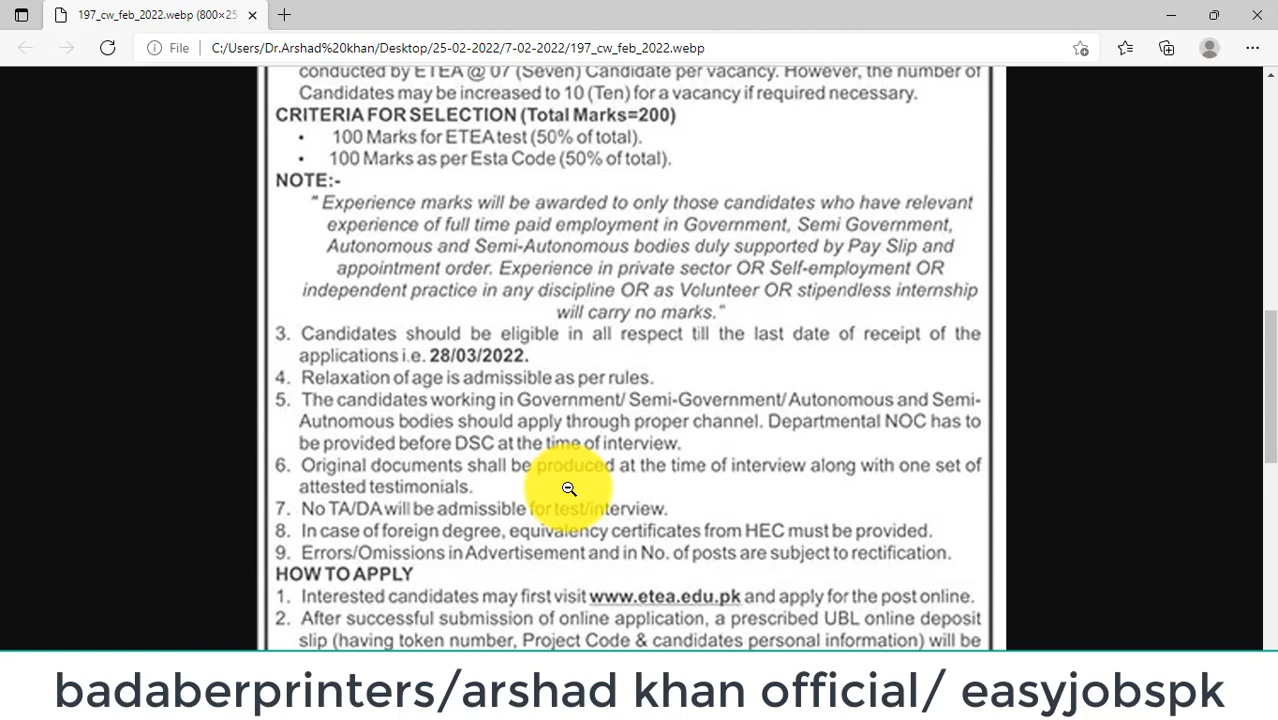 197_cw_feb_2022.webp (800×25
File
C:/Users/Dr.Arshad%20khan/Desktop/25-02-2022/7-02-2022/197_cw_feb_2022.webp
conducted by ETEA @ 07 (Seven) Candidate per vacancy. However, the number of
Candidates may be increased to 10 (Ten) for a vacancy if required necessary.
CRITERIA FOR SELECTION (Total Marks=200)
• 100 Marks for ETEA test (50% of total).
• 100 Marks as per Esta Code (50% of total).
NOTE:-
" Experience marks will be awarded to only those candidates who have relevant
experience of full time paid employment in Government, Semi Government,
Autonomous and Semi-Autonomous bodies duly supported by Pay Slip and
appointment order. Experience in private sector OR Self-employment OR
independent practice in any discipline OR as Volunteer OR stipendless internship
will carry no marks."
3. Candidates should be eligible in all respect till the last date of receipt of the
applications i.e. 28/03/2022.
4. Relaxation of age is admissible as per rules.
5. The candidates working in Government/ Semi-Government/ Autonomous and Semi-
Autnomous bodies should apply through proper channel. Departmental NOC has to
be provided before DSC at the time of interview.
6. Original documents shall be produced at the time of interview along with one set of
attested testimonials.
7. No TA/DA will be admissible for test/interview.
8. In case of foreign degree, equivalency certificates from HEC must be provided.
9. Errors/Omissions in Advertisement and in No. of posts are subject to rectification.
HOW TO APPLY
1. Interested candidates may first visit www.etea.edu.pk and apply for the post online.
2. After successful submission of online application, a prescribed UBL online deposit
slip (having token number, Project Code & candidates personal information) will be
badaberprinters/arshad khan official/ easyjobspk